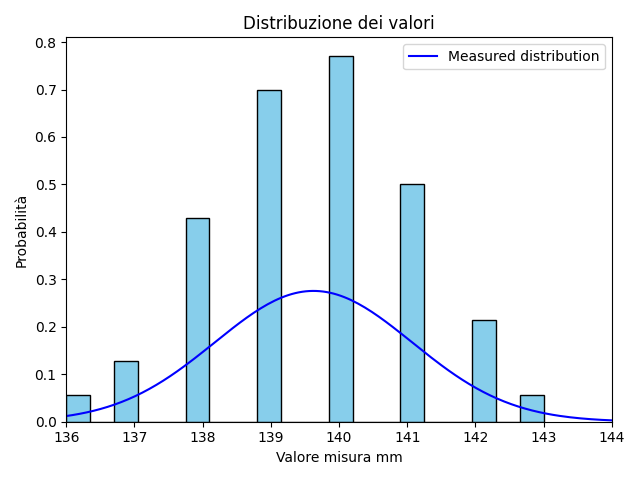 Distribuzione dei valori
Measured distribution
Probabilità
0.8
0.7
0.6
0.5
0.4
0.3
0.2
0.1
0.0
136 137 138 139 140 141 142 143 144
Valore misura mm